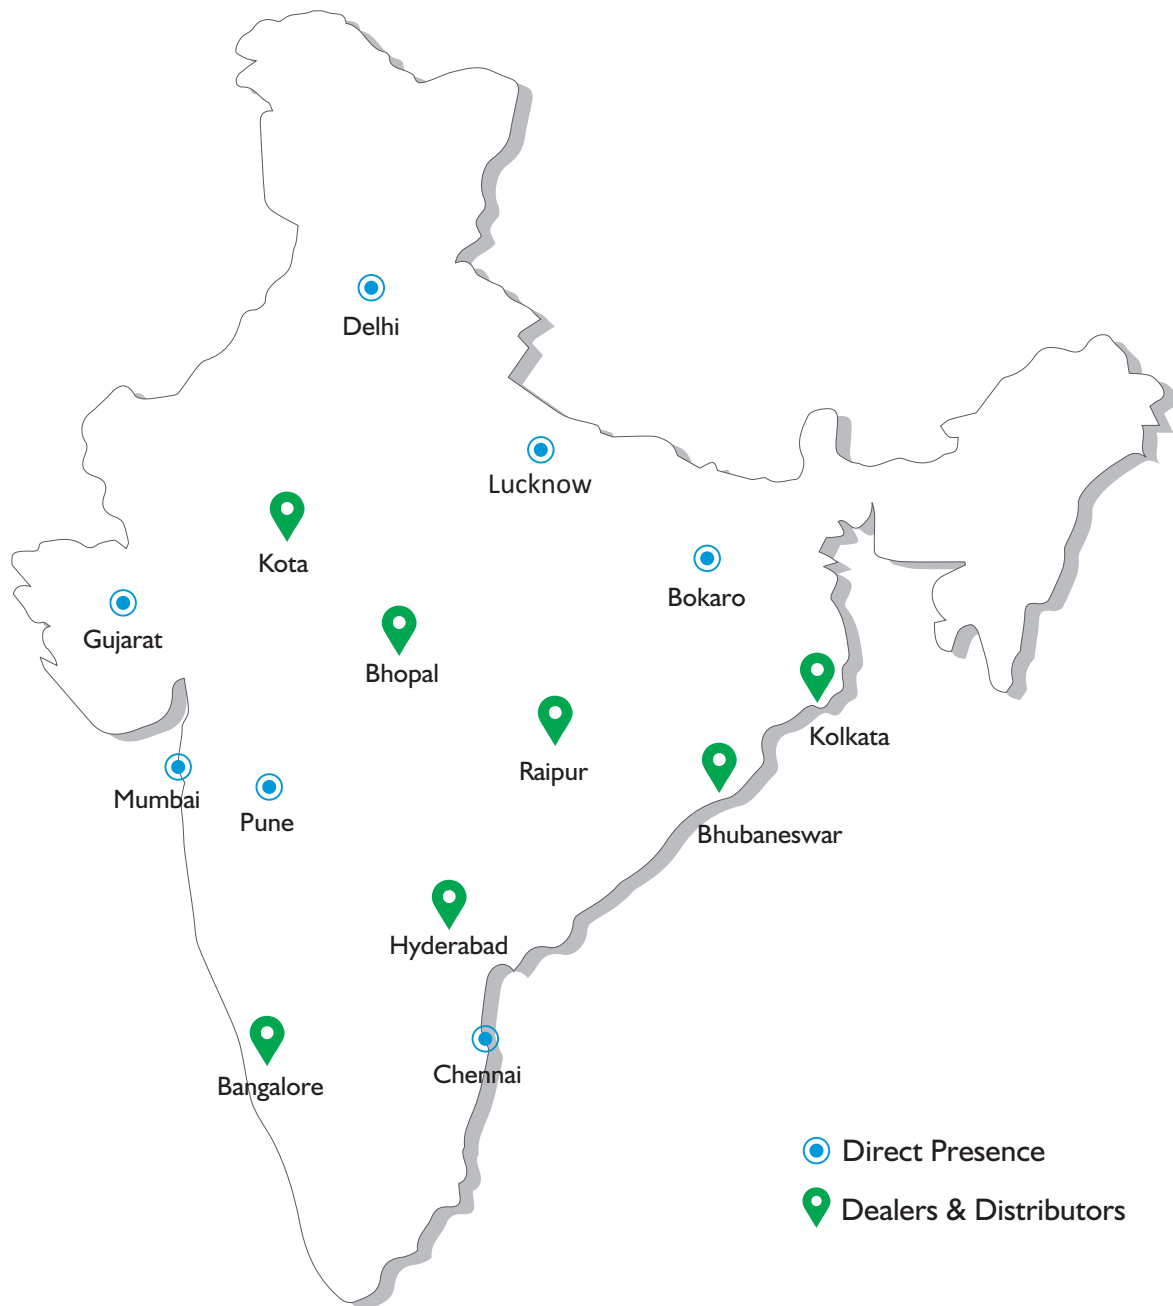 Delhi
Lucknow
Kota
Bokaro
Gujarat
Bhopal
Kolkata
Raipur
Mumbai
Pune
Bhubaneswar
Hyderabad
Chennai
Bangalore
Direct Presence
Dealers & Distributors